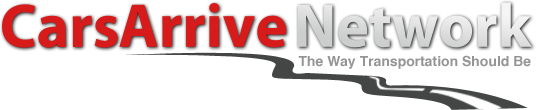 CarsArrive Network
The Way Transportation Should Be